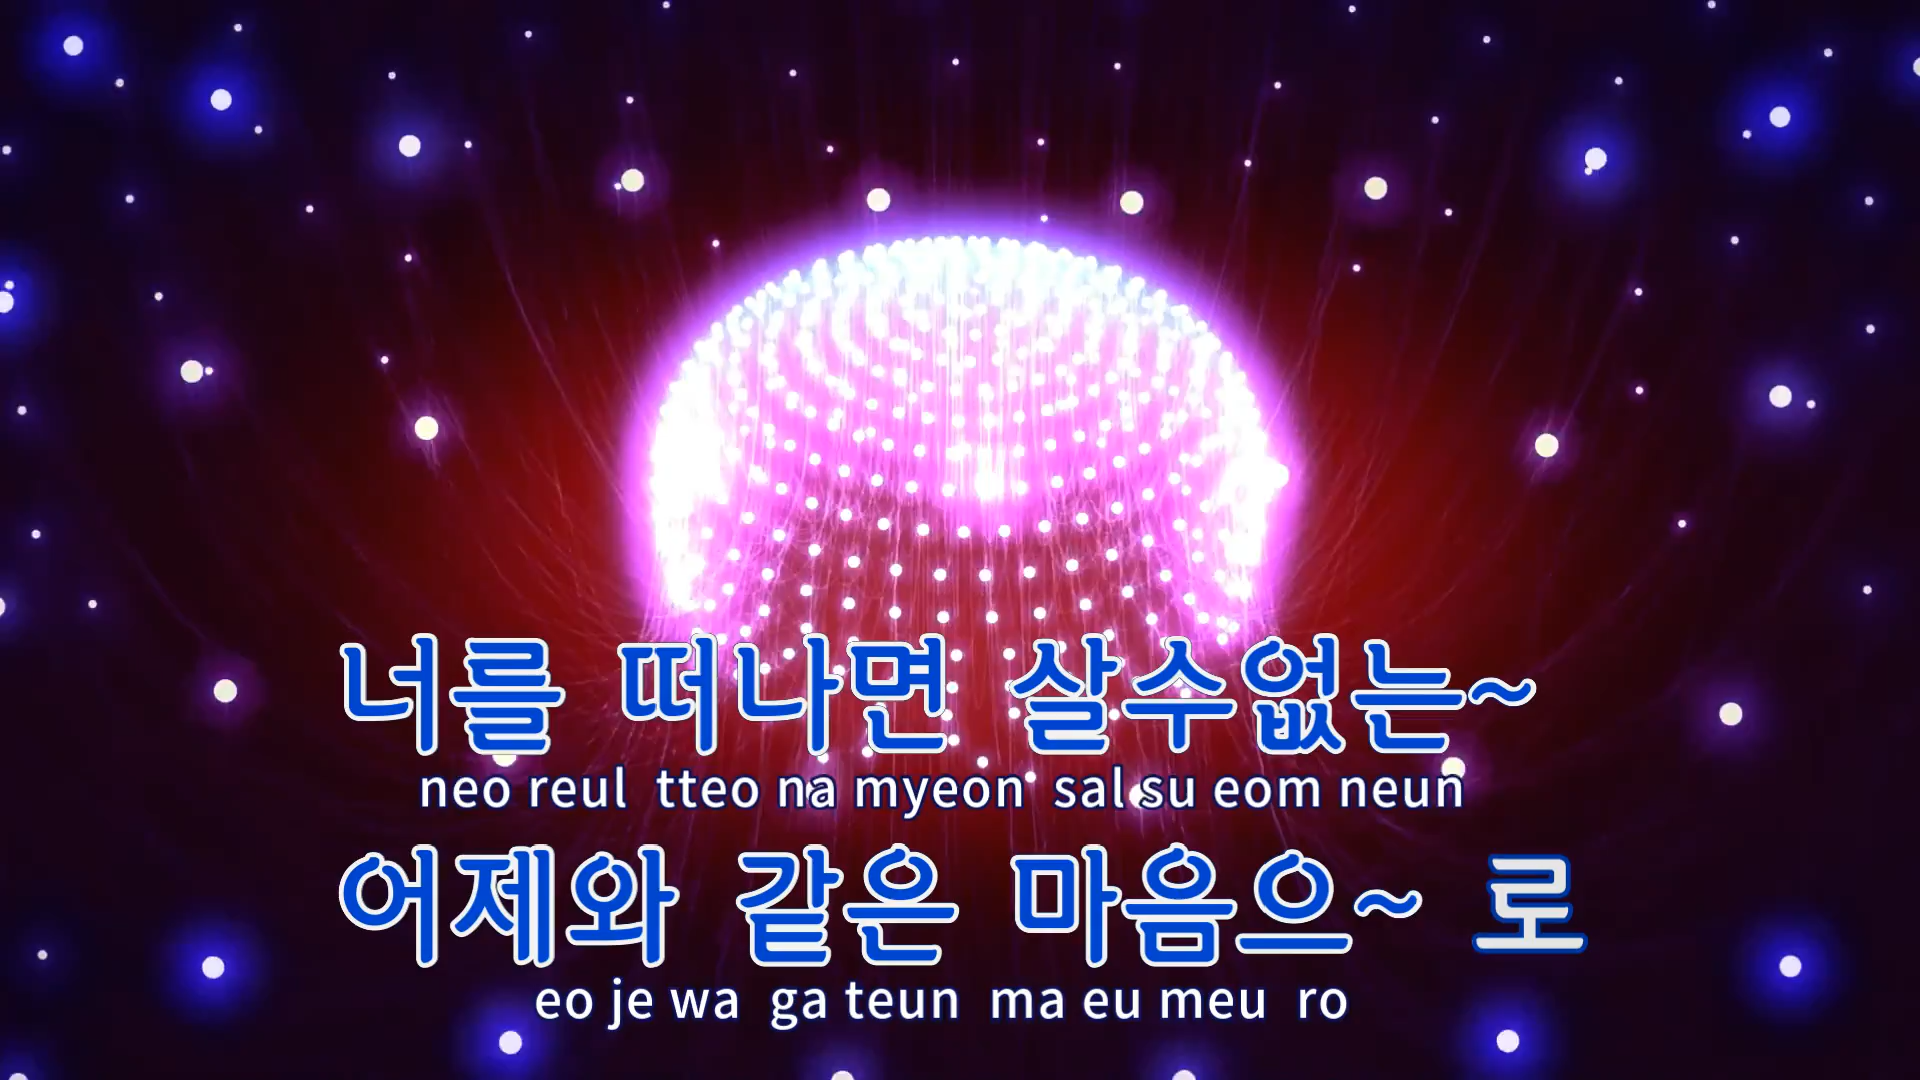 너를 떠나면 살수없는~
neo reul tteo na myeon sal su eom neun
어제와 같은 마음으~ 로
eo je wa ga teun ma eu meu ro